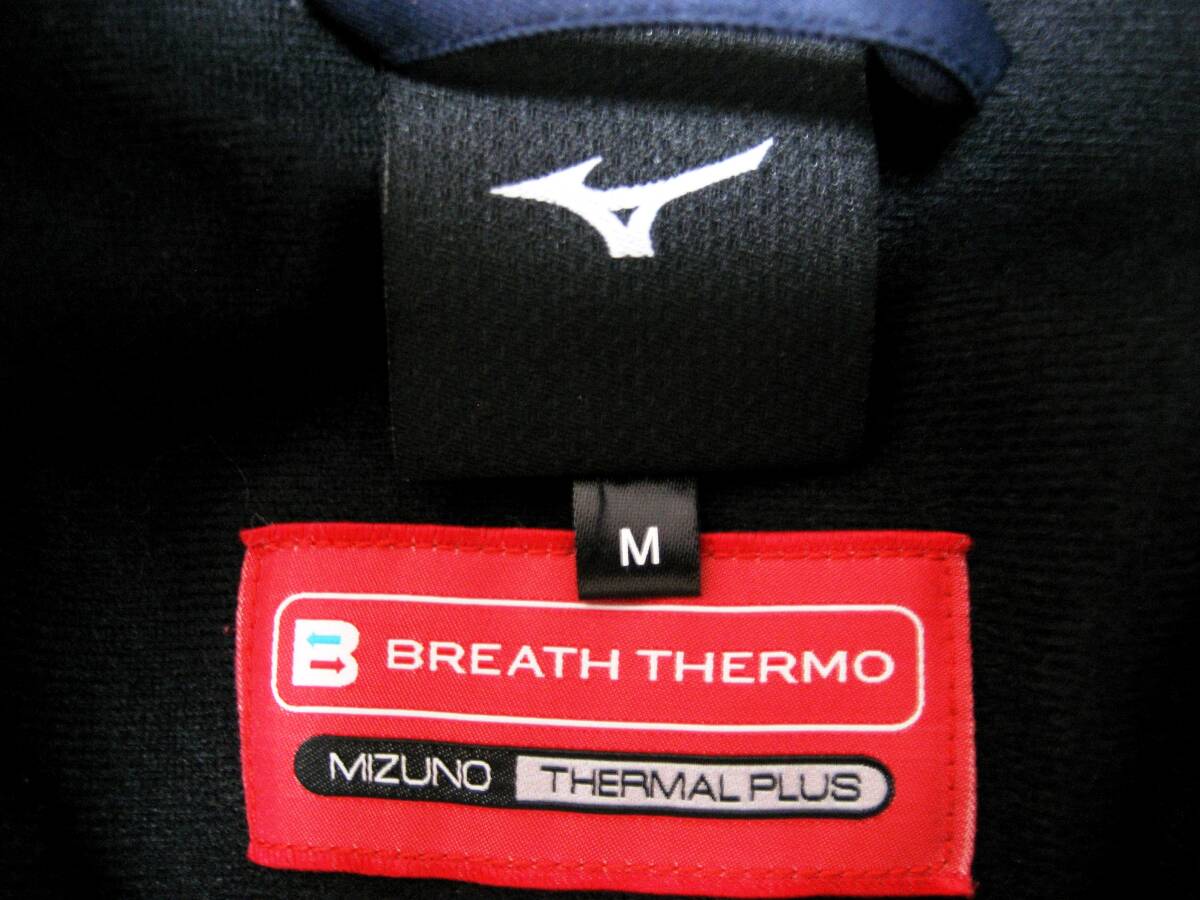 M
B BREATH THERMO
MIZUNO THERMAL PLUS